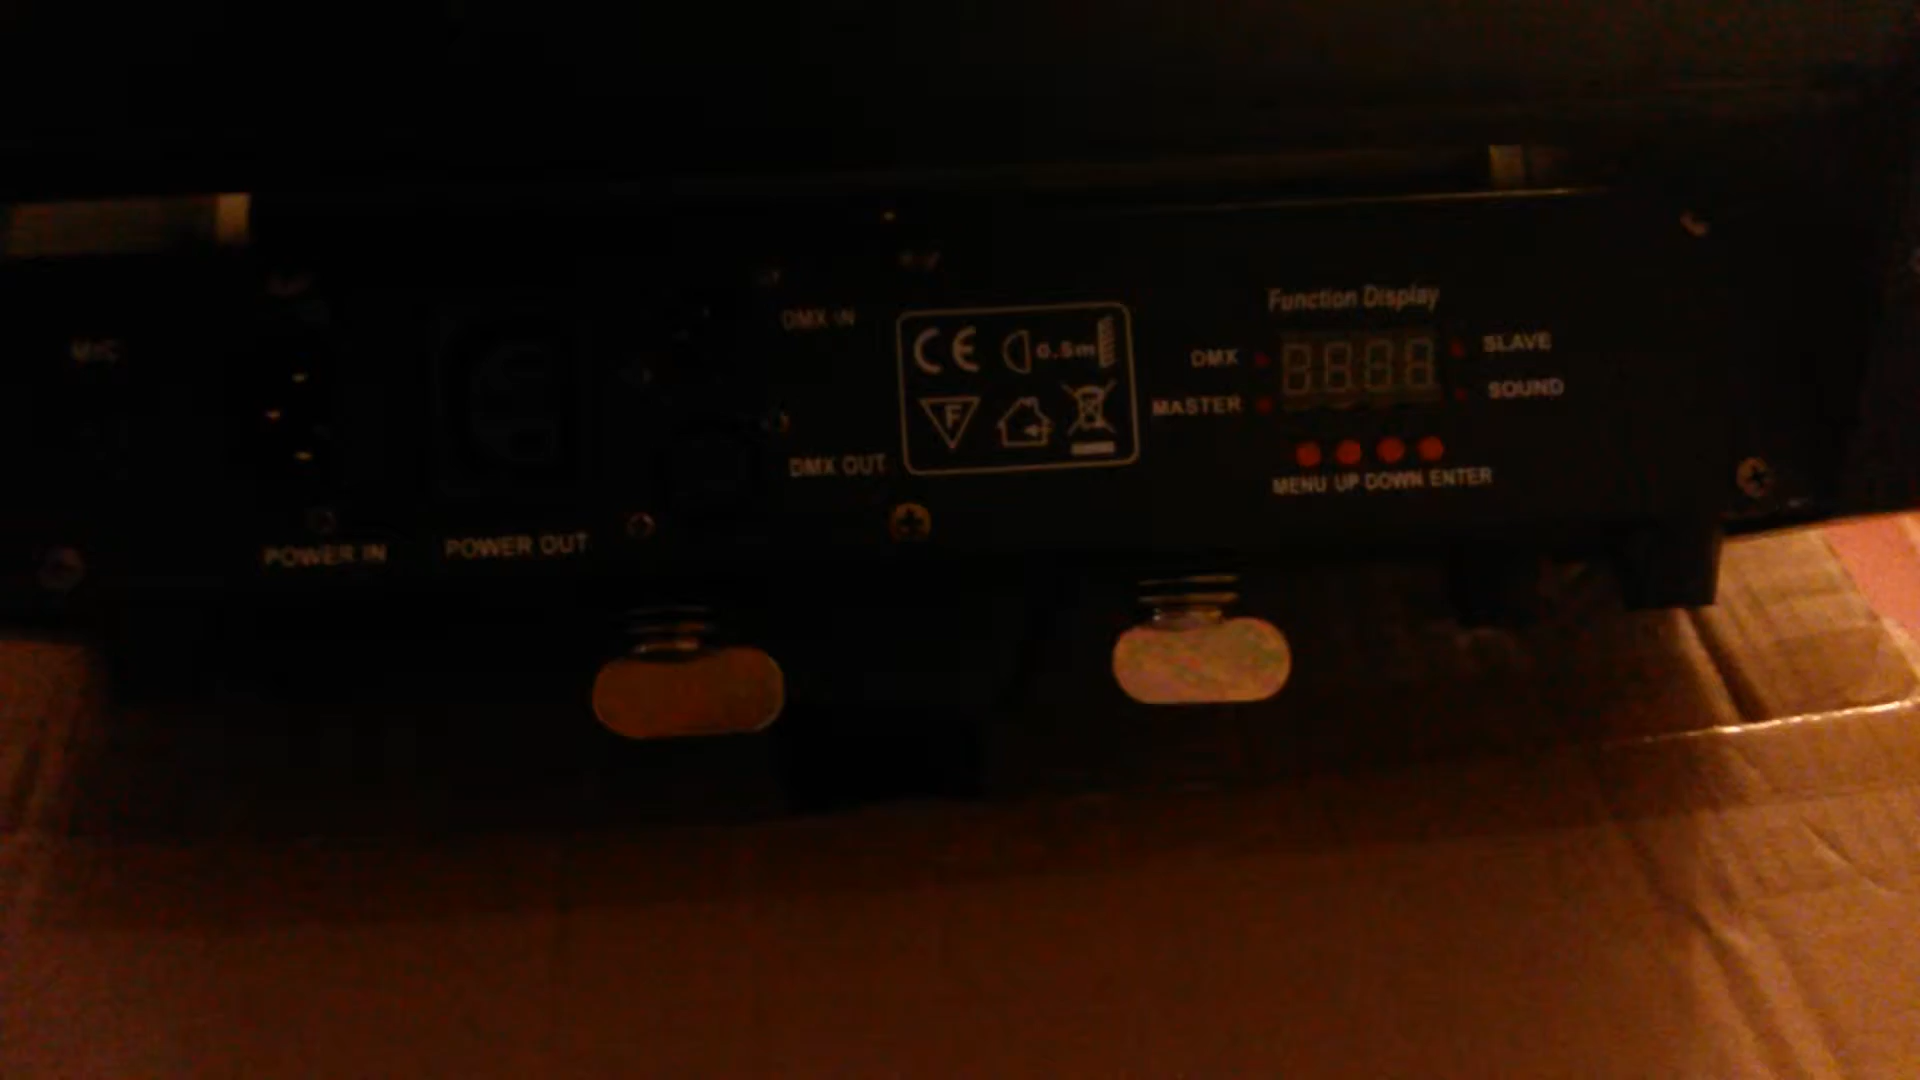 MIC
POWER IN
POWER OUT
DMX IN
DMX OUT
CE 0.5m
F
Function Display
DMX
MASTER
SLAVE
SOUND
MENU UP DOWN ENTER